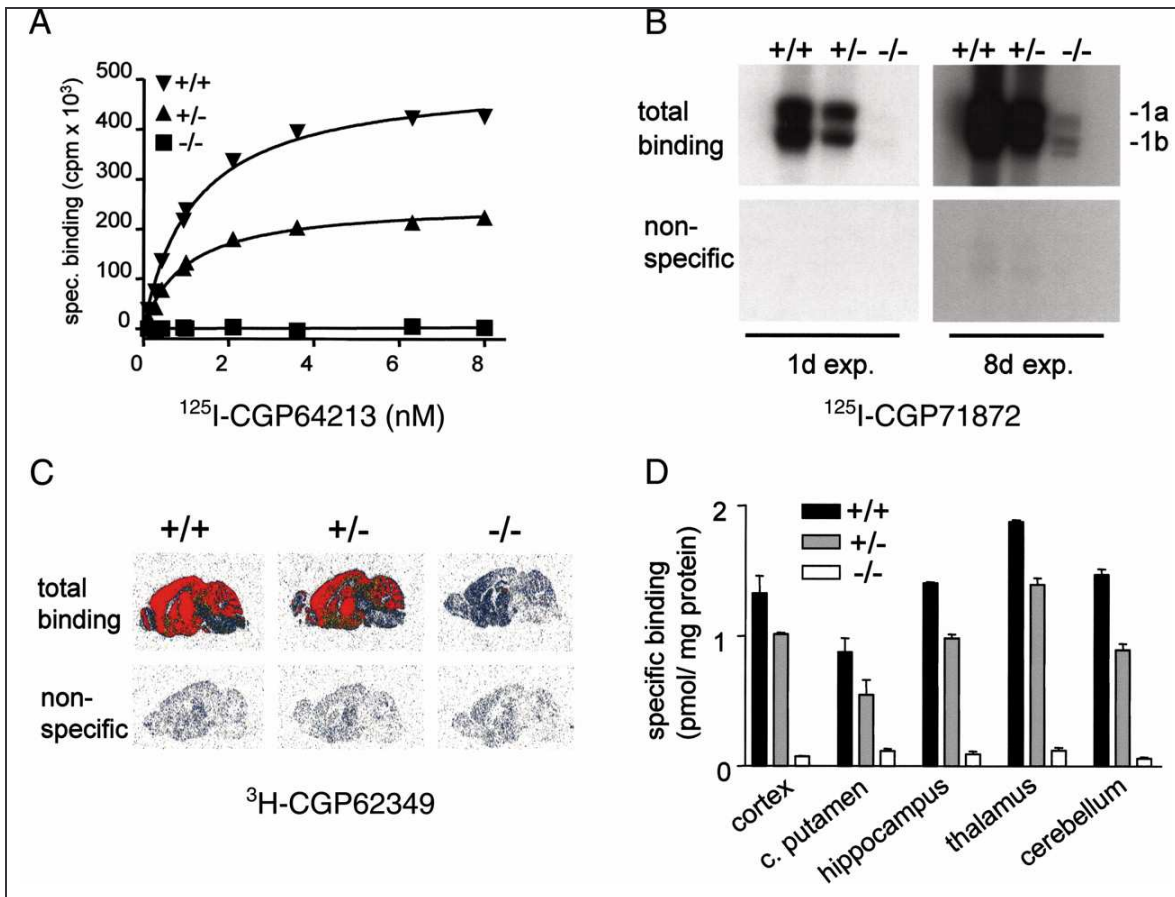 A
500
400
300
200
100
0
spec. binding (cpm x 10³)
+/+
+/-
-/-
0 2 4 6 8
¹²⁵I-CGP64213 (nM)
B
+/+ +/- -/- +/+ +/- -/-
total
binding
-1a
-1b
non-
specific
1d exp. 8d exp.
¹²⁵I-CGP71872
C
+/+ +/- -/-
total
binding
non-
specific
³H-CGP62349
D
2
1
0
specific binding
(pmol/ mg protein)
+/+
+/-
-/-
cortex
c. putamen
hippocampus
thalamus
cerebellum